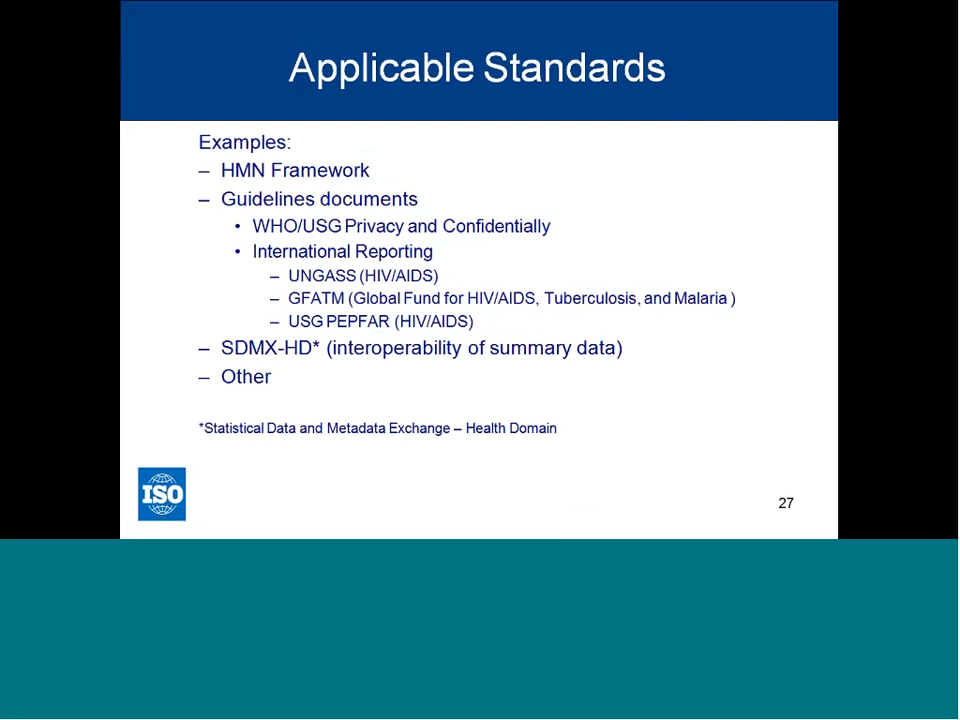 Applicable Standards
Examples:
– HMN Framework
– Guidelines documents
• WHO/USG Privacy and Confidentially
• International Reporting
– UNGASS (HIV/AIDS)
– GFATM (Global Fund for HIV/AIDS, Tuberculosis, and Malaria )
– USG PEPFAR (HIV/AIDS)
– SDMX-HD* (interoperability of summary data)
– Other
*Statistical Data and Metadata Exchange – Health Domain
ISO
27